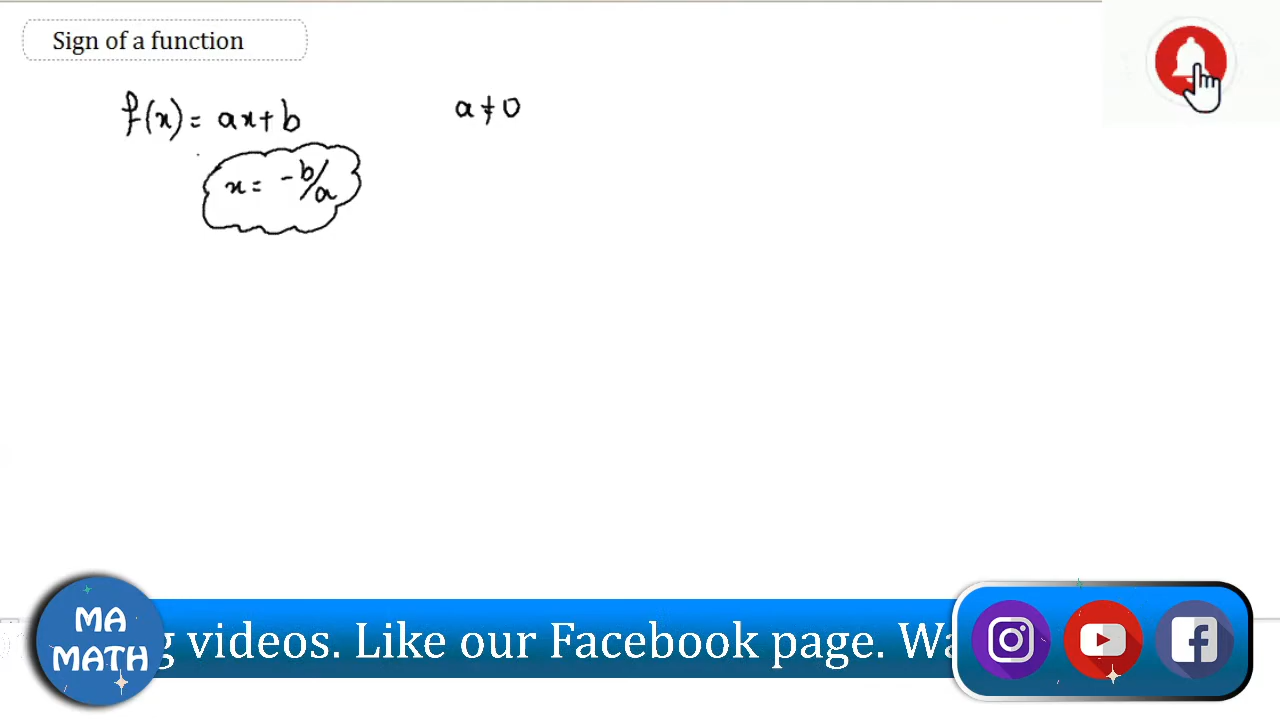 Sign of a function
f(x) = ax+b a≠0
x = -b/a
g videos. Like our Facebook page. Wa
MA
MATH